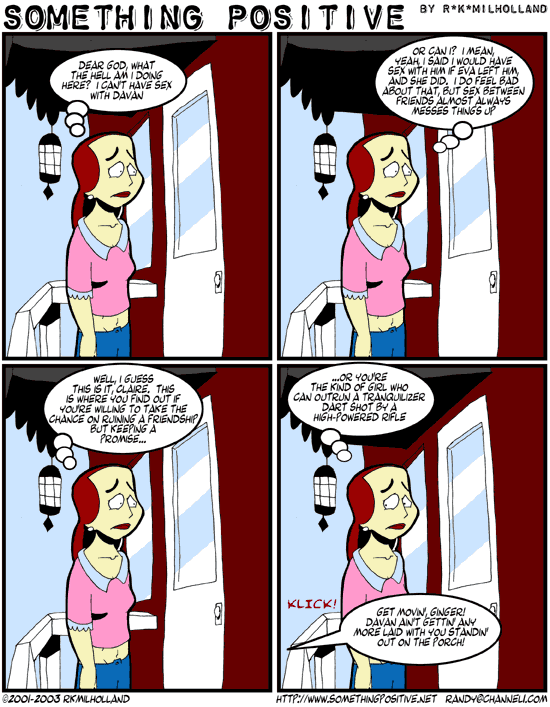 SOMETHING POSITIVE BY R*K*MILHOLLAND
DEAR GOD, WHAT
THE HELL AM I DOING
HERE? I CAN'T HAVE SEX
WITH DAVAN
OR CAN I? I MEAN,
YEAH, I SAID I WOULD HAVE
SEX WITH HIM IF EVA LEFT HIM,
AND SHE DID. I DO FEEL BAD
ABOUT THAT, BUT SEX BETWEEN
FRIENDS ALMOST ALWAYS
MESSES THINGS UP
WELL, I GUESS
THIS IS IT, CLAIRE. THIS
IS WHERE YOU FIND OUT IF
YOU'RE WILLING TO TAKE THE
CHANCE ON RUINING A FRIENDSHIP
BUT KEEPING A
PROMISE...
...OR YOU'RE
THE KIND OF GIRL WHO
CAN OUTRUN A TRANQUILIZER
DART SHOT BY A
HIGH-POWERED RIFLE
KLICK!
GET MOVIN', GINGER!
DAVAN AIN'T GETTIN' ANY
MORE LAID WITH YOU STANDIN'
OUT ON THE PORCH!
©2001-2003 RKMILHOLLAND HTTP://WWW.SOMETHINGPOSITIVE.NET RANDY@CHANNEL1.COM